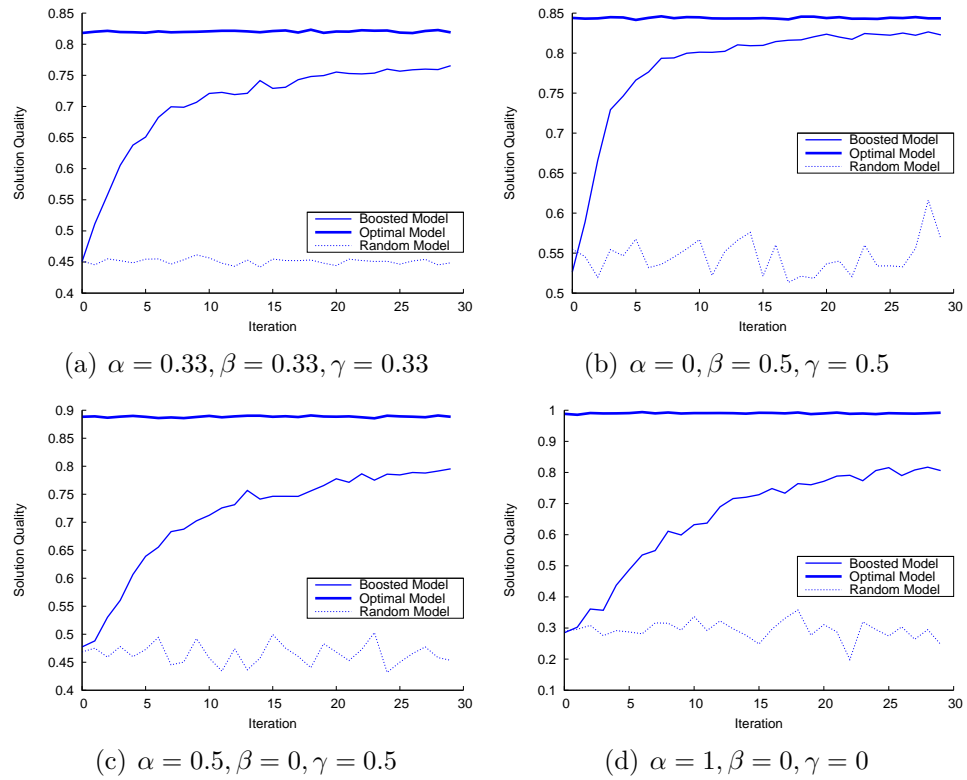 0.85
0.8
0.75
0.7
0.65
0.6
0.55
0.5
0.45
0.4
Solution Quality
Boosted Model
Optimal Model
Random Model
0 5 10 15 20 25 30
Iteration
(a) α = 0.33, β = 0.33, γ = 0.33
0.85
0.8
0.75
0.7
0.65
0.6
0.55
0.5
Solution Quality
Boosted Model
Optimal Model
Random Model
0 5 10 15 20 25 30
Iteration
(b) α = 0, β = 0.5, γ = 0.5
0.9
0.85
0.8
0.75
0.7
0.65
0.6
0.55
0.5
0.45
0.4
Solution Quality
Boosted Model
Optimal Model
Random Model
0 5 10 15 20 25 30
Iteration
(c) α = 0.5, β = 0, γ = 0.5
1
0.9
0.8
0.7
0.6
0.5
0.4
0.3
0.2
0.1
Solution Quality
Boosted Model
Optimal Model
Random Model
0 5 10 15 20 25 30
Iteration
(d) α = 1, β = 0, γ = 0